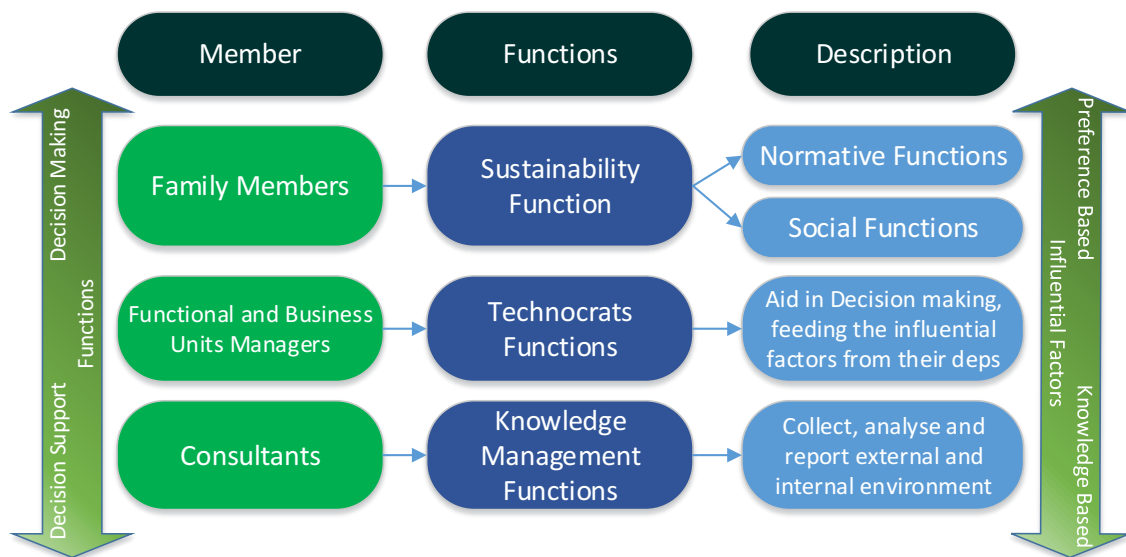 Member
Functions
Description
Decision Making
Functions
Decision Support
Family Members
Sustainability
Function
Normative Functions
Social Functions
Functional and Business
Units Managers
Technocrats
Functions
Aid in Decision making,
feeding the influential
factors from their deps
Consultants
Knowledge
Management
Functions
Collect, analyse and
report external and
internal environment
Preference Based
Influential Factors
Knowledge Based